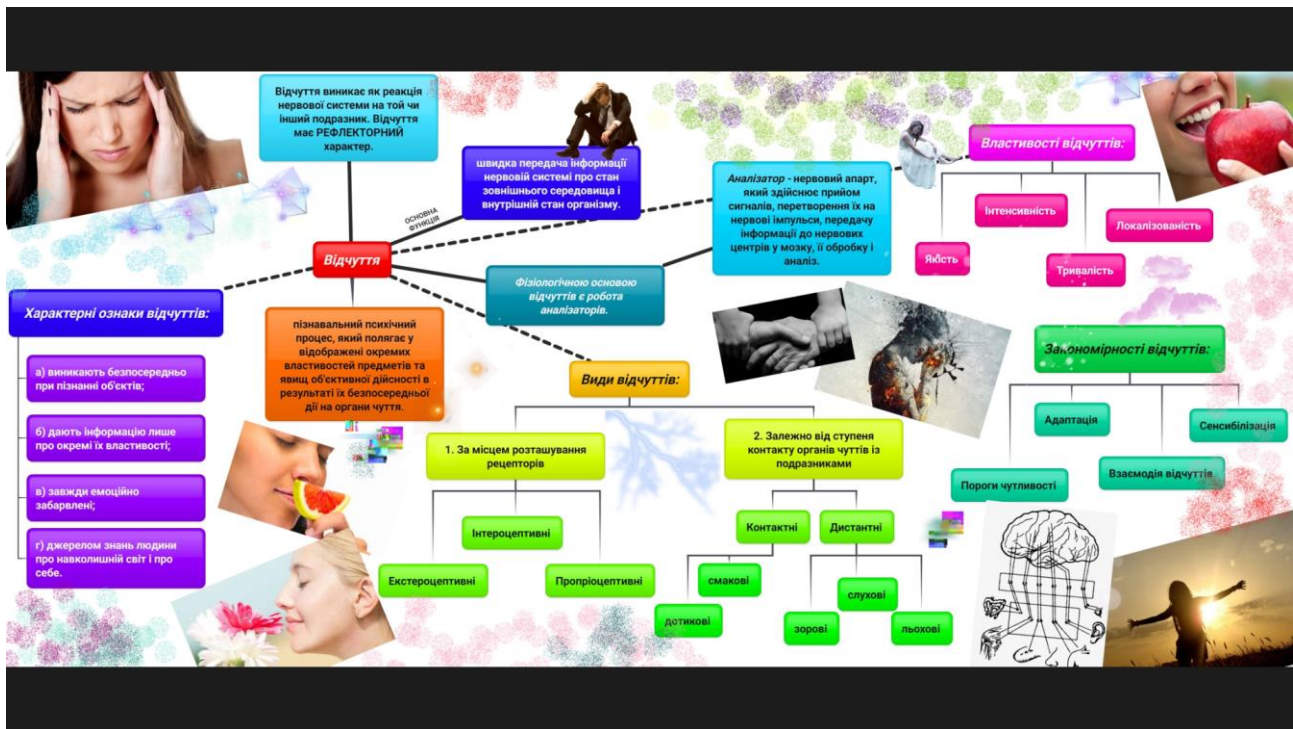 Відчуття виникає як реакція
нервової системи на той чи
інший подразник. Відчуття
має РЕФЛЕКТОРНИЙ
характер.
швидка передача інформації
нервовій системі про стан
зовнішнього середовища і
внутрішній стан організму.
ОСНОВНА
ФУНКЦІЯ
Відчуття
Аналізатор - нервовий апарт,
який здійснює прийом
сигналів, перетворення їх на
нервові імпульси, передачу
інформації до нервових
центрів у мозку, її обробку і
аналіз.
Фізіологічною основою
відчуттів є робота
аналізаторів.
Властивості відчуттів:
Інтенсивність
Локалізованість
Якість
Тривалість
Характерні ознаки відчуттів:
а) виникають безпосередньо
при пізнанні об'єктів;
б) дають інформацію лише
про окремі їх властивості;
в) завжди емоційно
забарвлені;
г) джерелом знань людини
про навколишній світ і про
себе.
пізнавальний психічний
процес, який полягає у
відображені окремих
властивостей предметів та
явищ об'єктивної дійсності в
результаті їх безпосередньої
дії на органи чуття.
Види відчуттів:
1. За місцем розташування
рецепторів
Інтероцептивні
Екстероцептивні
Пропріоцептивні
2. Залежно від ступеня
контакту органів чуттів із
подразниками
Контактні
Дистантні
смакові
дотикові
слухові
зорові
льохові
Закономірності відчуттів:
Адаптація
Сенсибілізація
Пороги чутливості
Взаємодія відчуттів